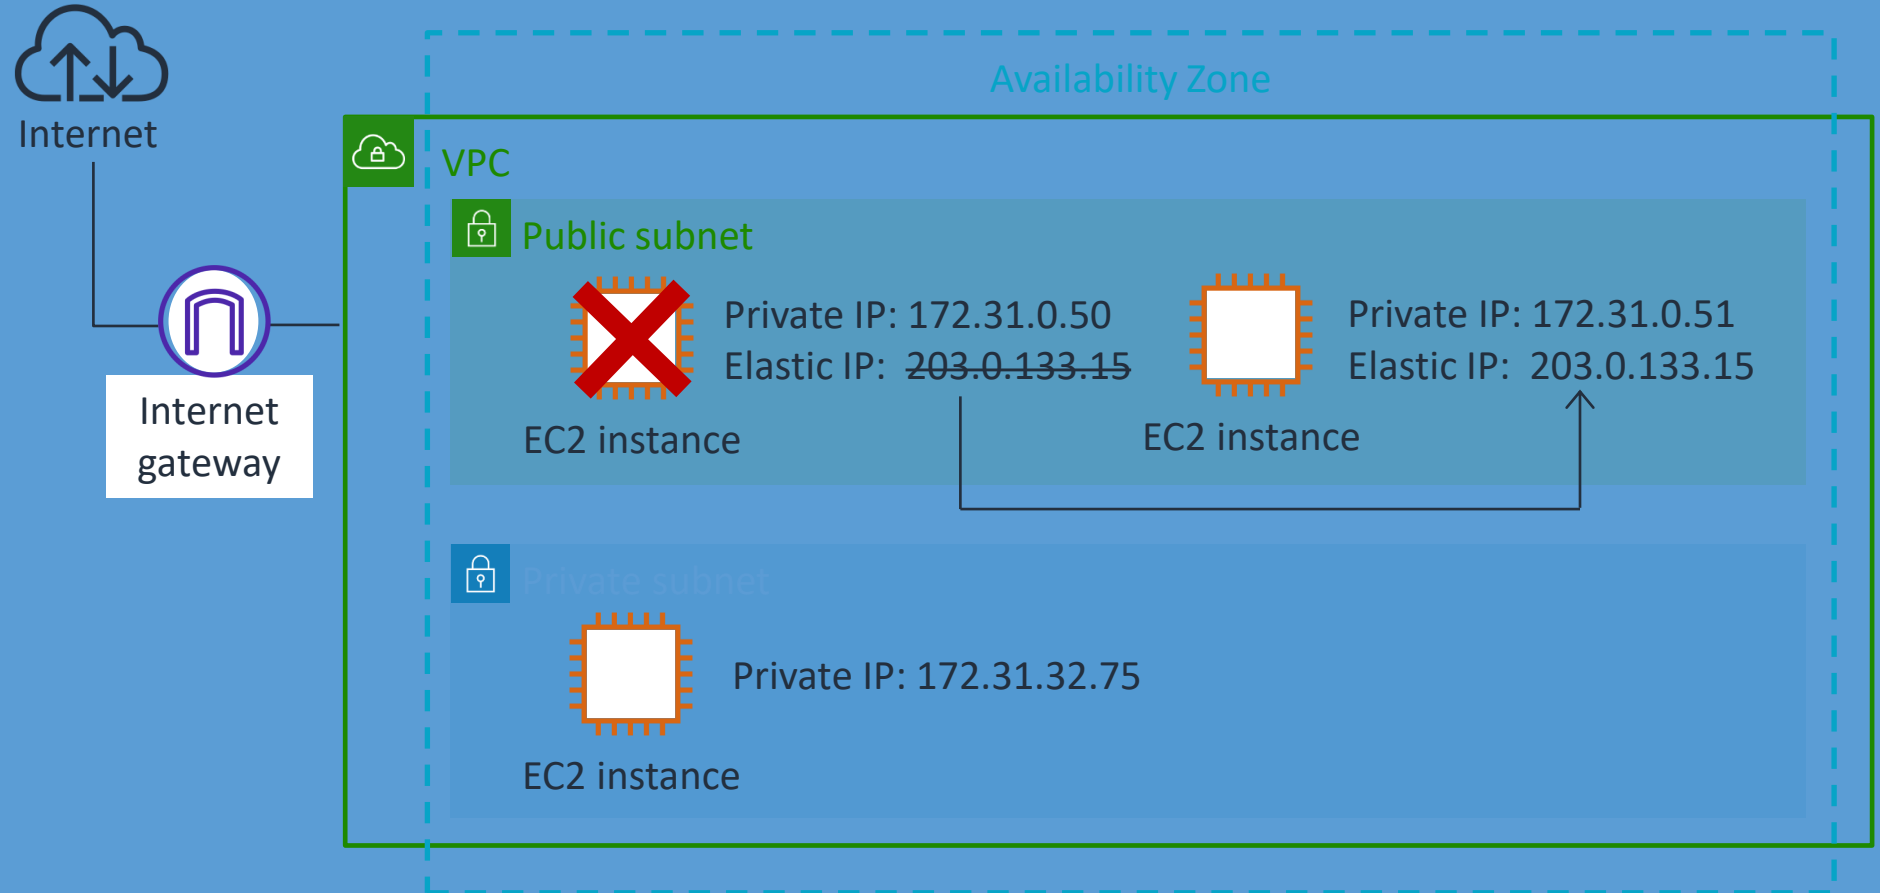 Internet
Availability Zone
VPC
Public subnet
Private IP: 172.31.0.50
Elastic IP: 203.0.133.15
EC2 instance
Private IP: 172.31.0.51
Elastic IP: 203.0.133.15
EC2 instance
Internet
gateway
Private subnet
Private IP: 172.31.32.75
EC2 instance